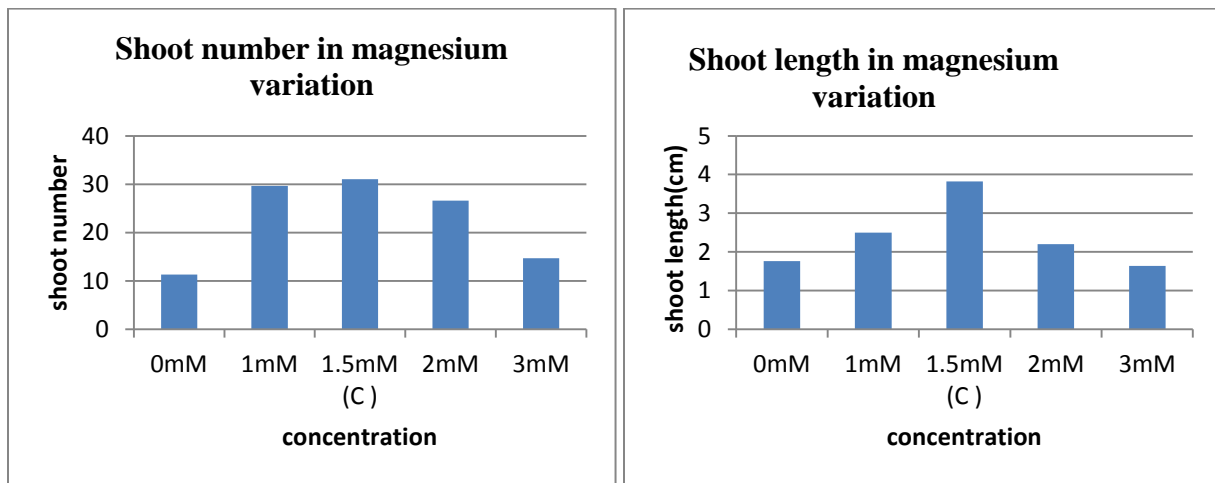 Shoot number in magnesium
variation
40
30
20
10
0
shoot number
0mM 1mM 1.5mM 2mM 3mM
(C )
concentration
Shoot length in magnesium
variation
5
4
3
2
1
0
shoot length(cm)
0mM 1mM 1.5mM 2mM 3mM
(C )
concentration